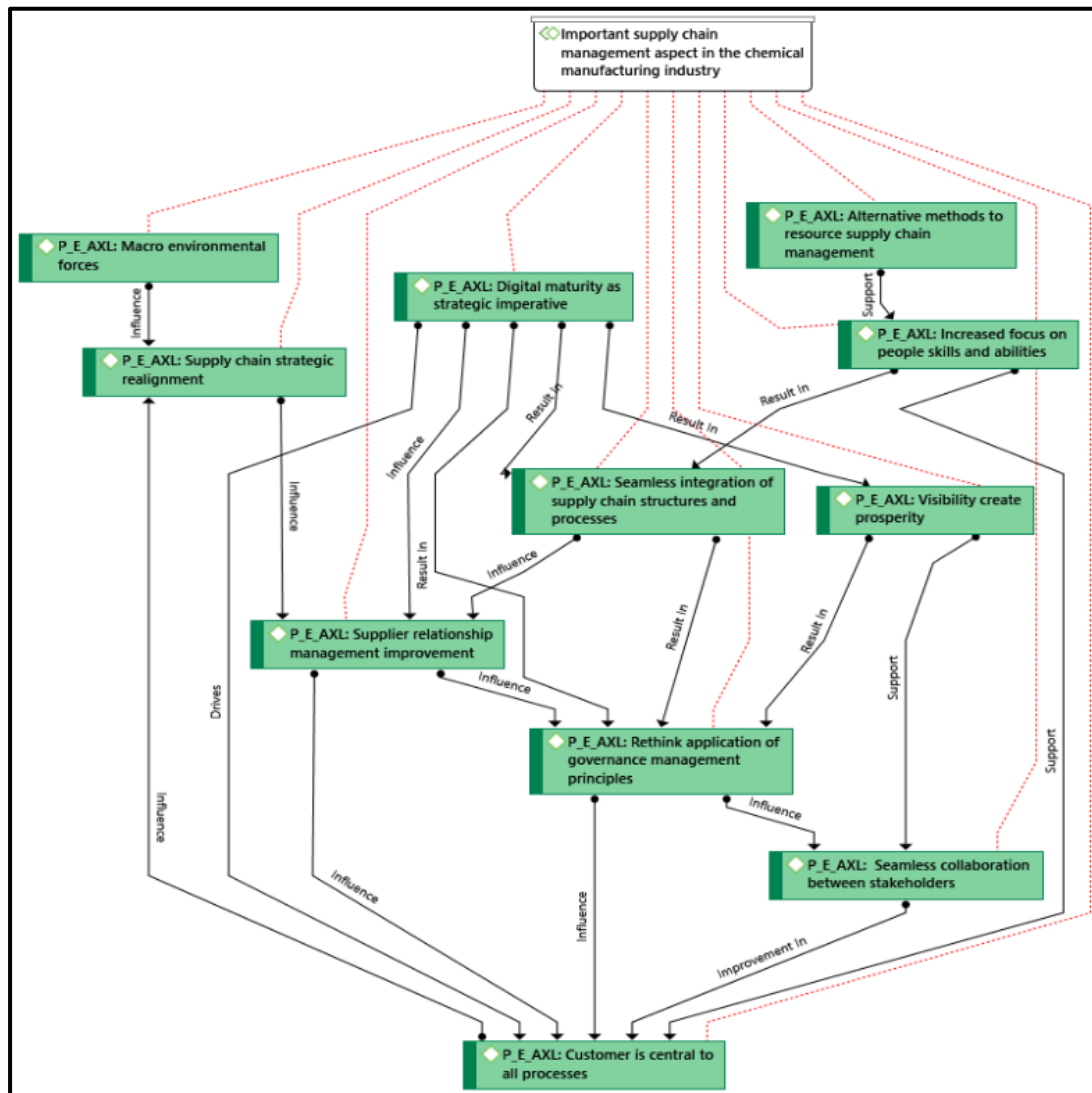 Important supply chain
management aspect in the chemical
manufacturing industry
P_E_AXL: Macro environmental
forces
P_E_AXL: Alternative methods to
resource supply chain
management
P_E_AXL: Digital maturity as
strategic imperative
Influence
Support
P_E_AXL: Supply chain strategic
realignment
P_E_AXL: Increased focus on
people skills and abilities
Result In
Result In
Result In
Influence
P_E_AXL: Seamless integration of
supply chain structures and
processes
P_E_AXL: Visibility create
prosperity
Influence
Result In
Influence
Result In
Result In
P_E_AXL: Supplier relationship
management improvement
Support
Influence
Drives
P_E_AXL: Rethink application of
governance management
principles
Support
Influence
Influence
P_E_AXL: Seamless collaboration
between stakeholders
Influence
Influence
Improvement In
P_E_AXL: Customer is central to
all processes